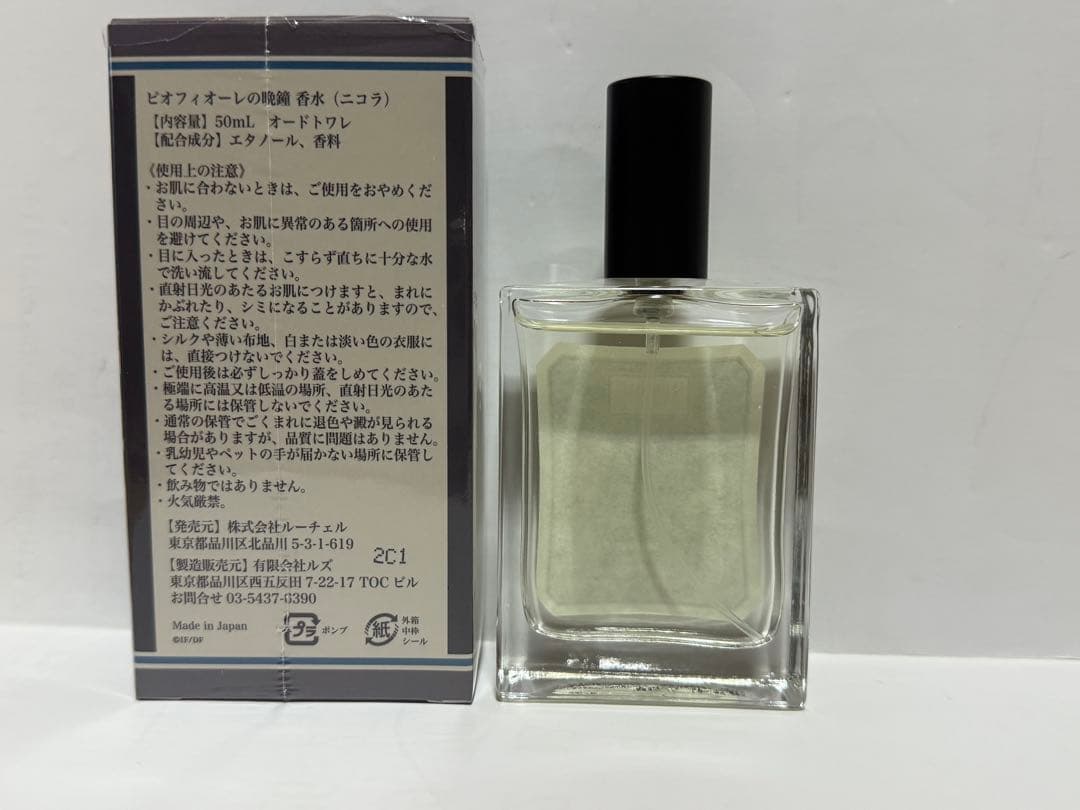 ピオフィオーレの晩鐘 香水（ニコラ）
【内容量】50mL　オードトワレ
【配合成分】エタノール、香料
《使用上の注意》
・お肌に合わないときは、ご使用をおやめくだ
さい。
・目の周辺や、お肌に異常のある箇所への使用
を避けてください。
・目に入ったときは、こすらず直ちに十分な水
で洗い流してください。
・直射日光のあたるお肌につけますと、まれに
かぶれたり、シミになることがありますので、
ご注意ください。
・シルクや薄い布地、白または淡い色の衣服に
は、直接つけないでください。
・ご使用後は必ずしっかり蓋をしめてください。
・極端に高温又は低温の場所、直射日光のあた
る場所には保管しないでください。
・通常の保管でごくまれに退色や澱が見られる
場合がありますが、品質に問題はありません。
・乳幼児やペットの手が届かない場所に保管し
てください。
・飲み物ではありません。
・火気厳禁。
【発売元】株式会社ルーチェル
東京都品川区北品川 5-3-1-619
2C1
【製造販売元】有限会社ルズ
東京都品川区西五反田 7-22-17 TOC ビル
お問合せ 03-5437-6390
Made in Japan
©IF/DF
プラ ポンプ
紙 外箱
中枠
シール